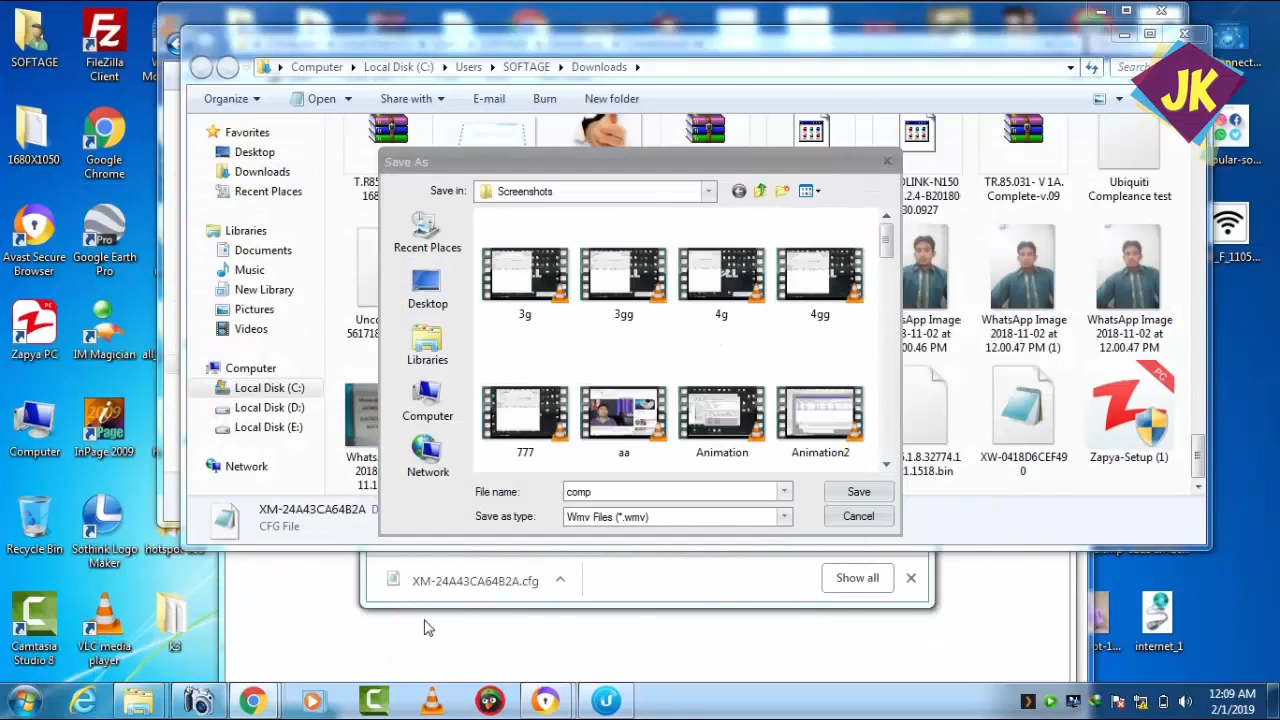 SOFTAGE
FileZilla
Client
1680X1050
Google
Chrome
Avast Secure
Browser
Google Earth
Pro
Zapya PC
IM Magician
Computer
InPage 2009
Recycle Bin
Sothink Logo
Maker
Camtasia
Studio 8
VLC media
player
k3
Computer
Local Disk (C:)
Users
SOFTAGE
Downloads
Organize
Open
Share with
E-mail
Burn
New folder
JK
Favorites
Desktop
Downloads
Recent Places
Libraries
Documents
Music
New Library
Pictures
Videos
Computer
Local Disk (C:)
Local Disk (D:)
Local Disk (E:)
Network
Save As
Save in:
Screenshots
Recent Places
Desktop
Libraries
Computer
Network
3g
3gg
4g
4gg
777
aa
Animation
Animation2
File name:
comp
Save
Save as type:
Wmv Files (*.wmv)
Cancel
TR.85.031- V 1A.
Complete-v.09
Ubiquiti
Compleance test
WhatsApp Image
2018-11-02 at
12.00.47 PM (1)
WhatsApp Image
2018-11-02 at
12.00.47 PM
XW-0418D6CEF49
0
Zapya-Setup (1)
XM-24A43CA64B2A
CFG File
XM-24A43CA64B2A.cfg
Show all
internet_1
12:09 AM
2/1/2019